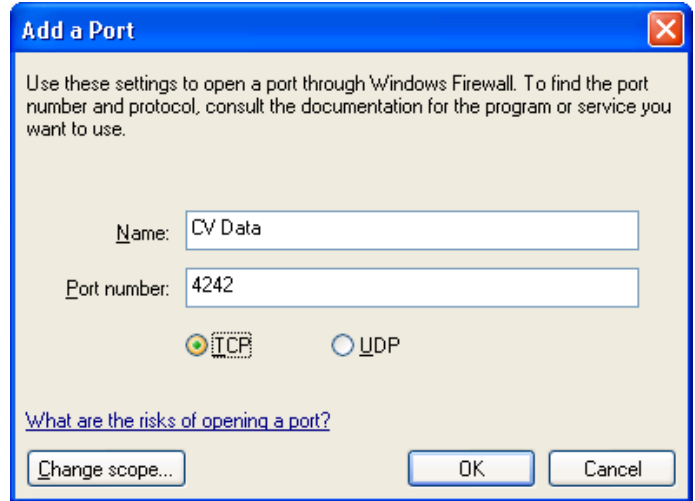 Add a Port
Use these settings to open a port through Windows Firewall. To find the port
number and protocol, consult the documentation for the program or service you
want to use.
Name: CV Data
Port number: 4242
TCP UDP
What are the risks of opening a port?
Change scope... OK Cancel